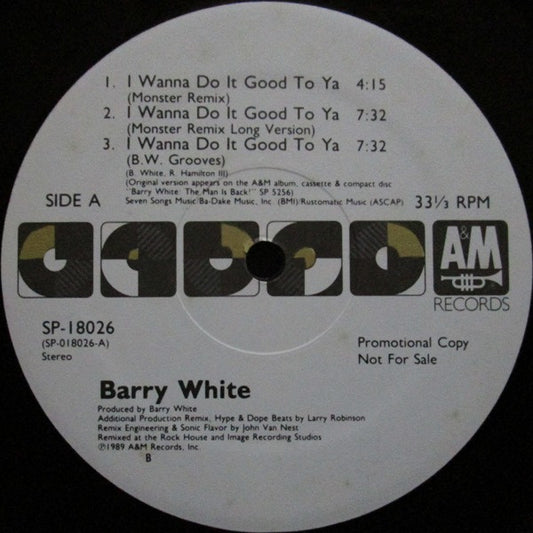 1. I Wanna Do It Good To Ya 4:15
(Monster Remix)
2. I Wanna Do It Good To Ya 7:32
(Monster Remix Long Version)
3. I Wanna Do It Good To Ya 7:32
(B.W. Grooves)
(B. White, R. Hamilton III)
(Original version appears on the A&M album, cassette & compact disc
"Barry White: The Man Is Back!" SP 5256)
Seven Songs Music/Ba-Dake Music, Inc. (BMI)/Rustomatic Music (ASCAP)
SIDE A
33⅓ RPM
A&M
RECORDS
SP-18026
(SP-018026-A)
Stereo
Promotional Copy
Not For Sale
Barry White
Produced by Barry White
Additional Production Remix, Hype & Dope Beats by Larry Robinson
Remix Engineering & Sonic Flavor by John Van Nest
Remixed at the Rock House and Image Recording Studios
℗1989 A&M Records, Inc.
B